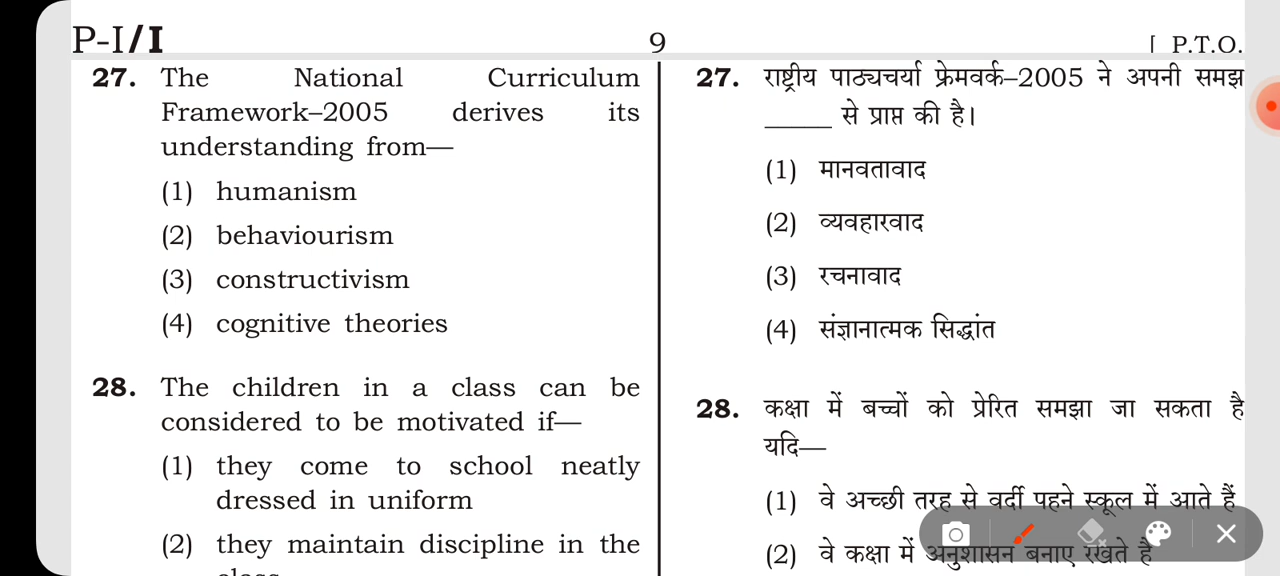 P-I/I 9 [ P.T.O.
27. The National Curriculum
Framework–2005 derives its
understanding from—
(1) humanism
(2) behaviourism
(3) constructivism
(4) cognitive theories
28. The children in a class can be
considered to be motivated if—
(1) they come to school neatly
dressed in uniform
(2) they maintain discipline in the
27. राष्ट्रीय पाठ्यचर्या फ्रेमवर्क–2005 ने अपनी समझ
_____ से प्राप्त की है।
(1) मानवतावाद
(2) व्यवहारवाद
(3) रचनावाद
(4) संज्ञानात्मक सिद्धांत
28. कक्षा में बच्चों को प्रेरित समझा जा सकता है
यदि—
(1) वे अच्छी तरह से वर्दी पहने स्कूल में आते हैं
(2) वे कक्षा में अनुशासन बनाए रखते हैं